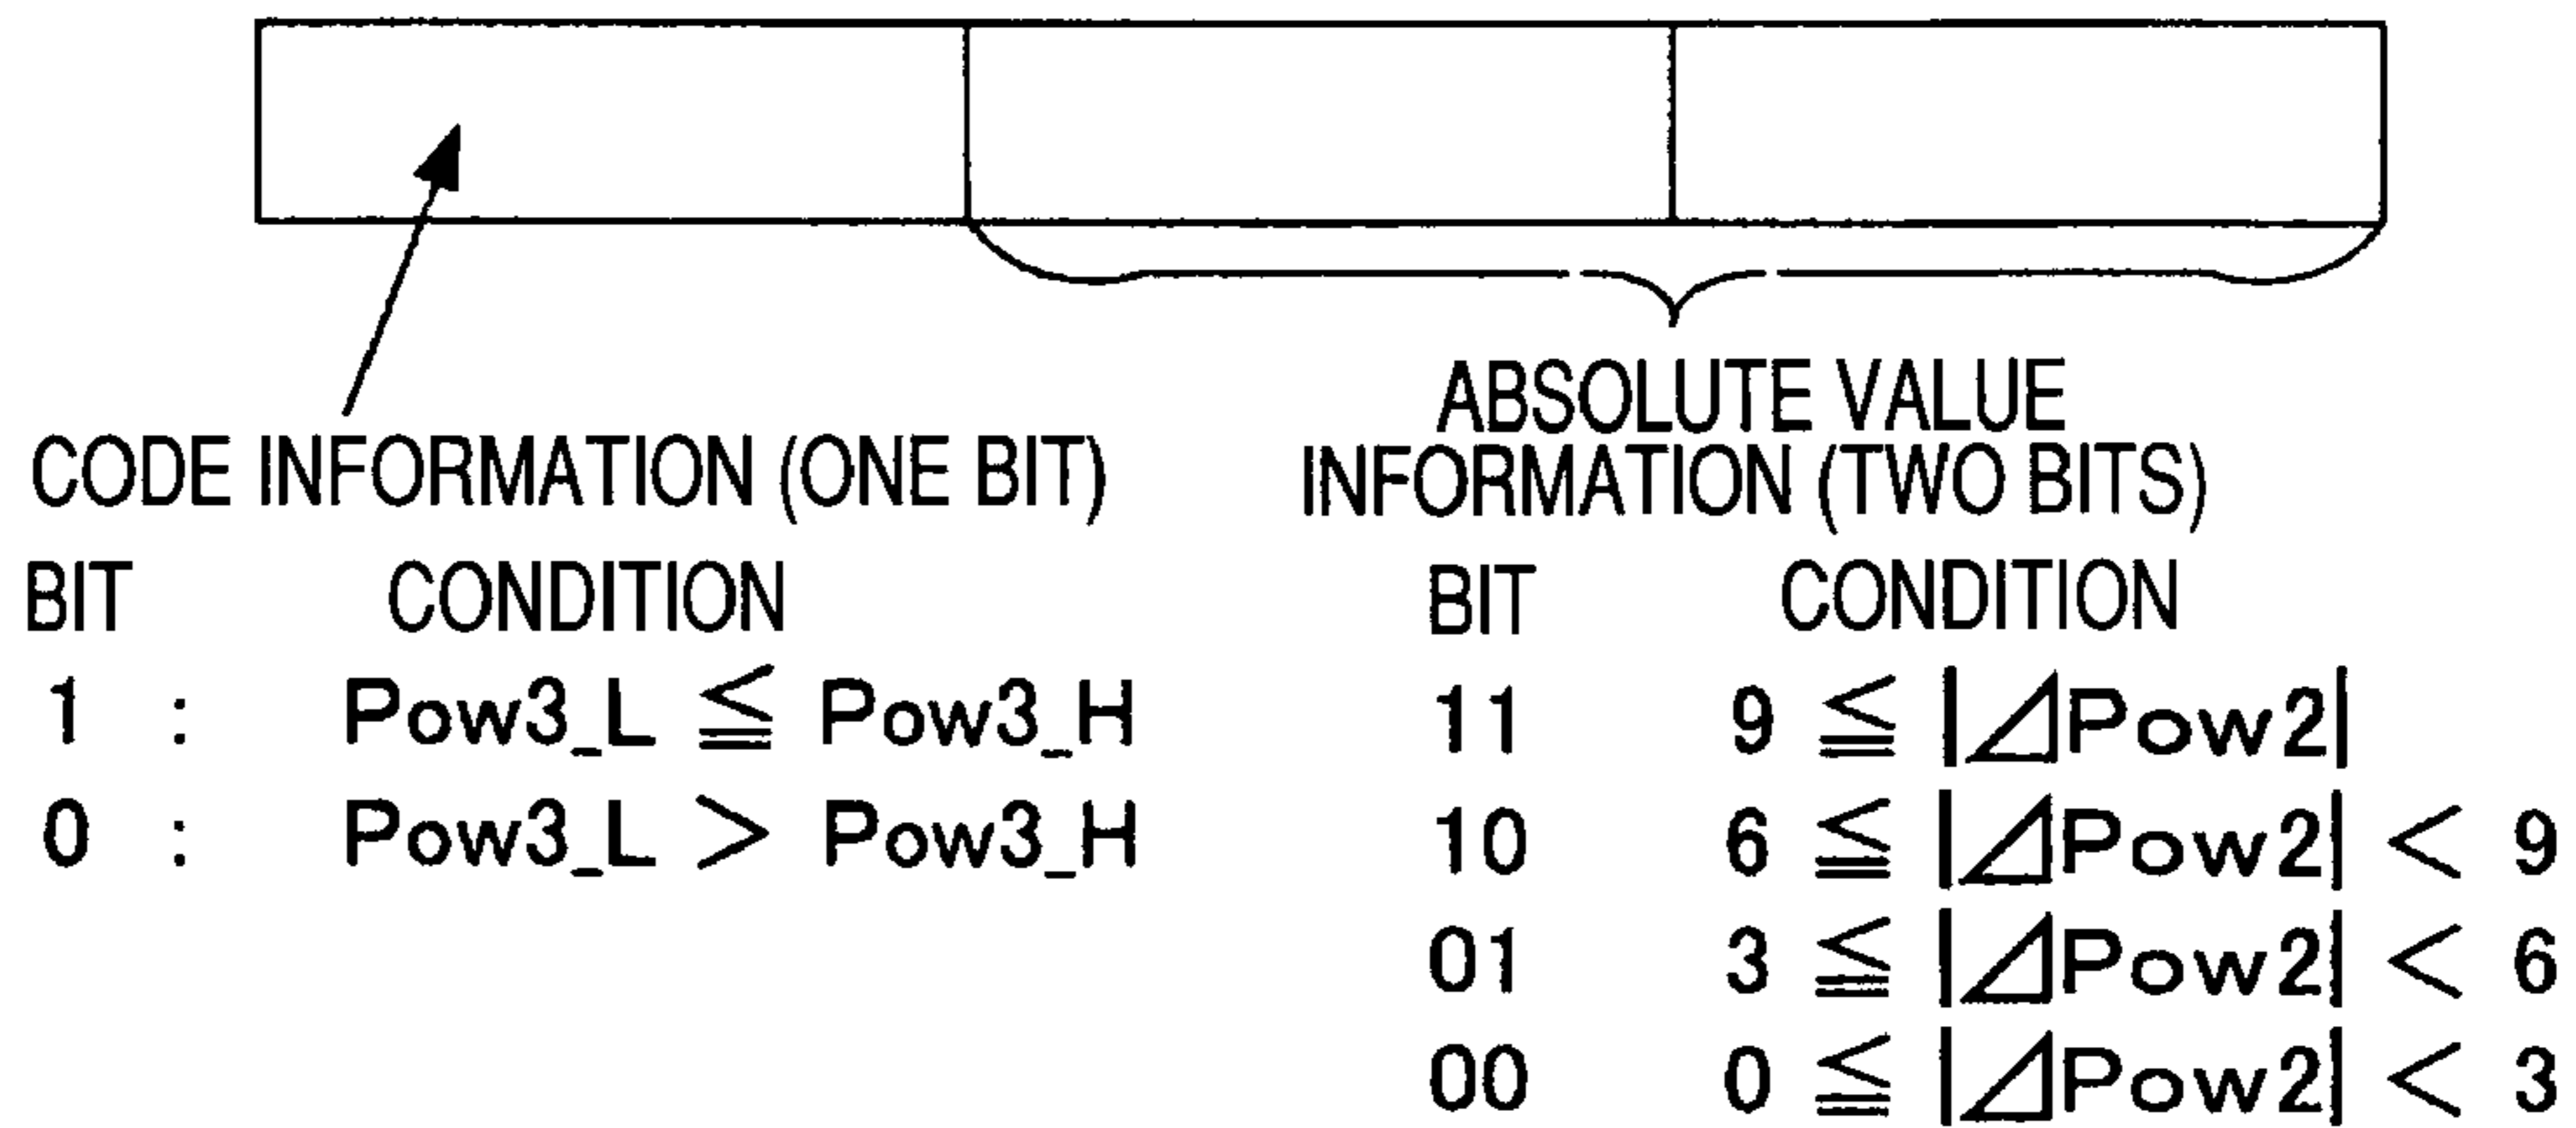 ABSOLUTE VALUE
CODE INFORMATION (ONE BIT) INFORMATION (TWO BITS)
BIT CONDITION BIT CONDITION
1 : Pow3_L ≦ Pow3_H 11 9 ≦ |⊿Pow2|
0 : Pow3_L > Pow3_H 10 6 ≦ |⊿Pow2| < 9
01 3 ≦ |⊿Pow2| < 6
00 0 ≦ |⊿Pow2| < 3